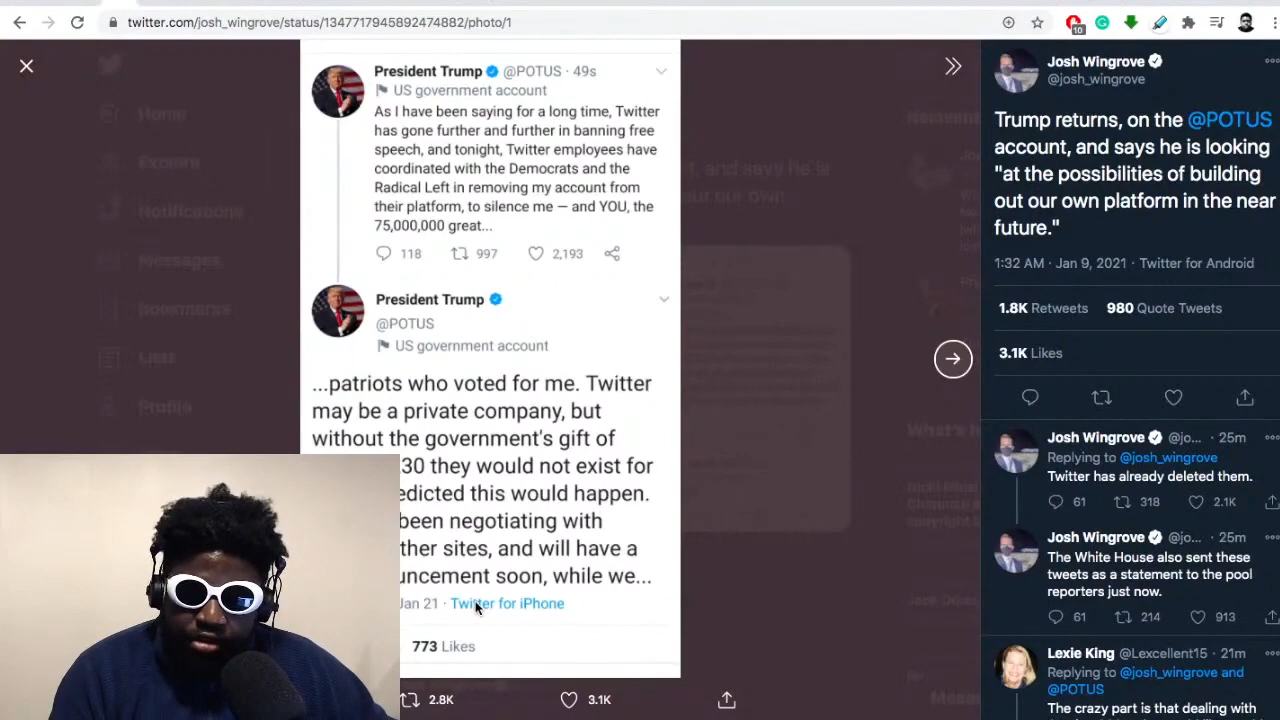 twitter.com/josh_wingrove/status/1347717945892474882/photo/1
10
President Trump @POTUS · 49s
US government account
As I have been saying for a long time, Twitter
has gone further and further in banning free
speech, and tonight, Twitter employees have
coordinated with the Democrats and the
Radical Left in removing my account from
their platform, to silence me — and YOU, the
75,000,000 great...
118 997 2,193
President Trump
@POTUS
US government account
...patriots who voted for me. Twitter
may be a private company, but
without the government's gift of
30 they would not exist for
edicted this would happen.
been negotiating with
ther sites, and will have a
uncement soon, while we...
Jan 21 · Twitter for iPhone
773 Likes
2.8K 3.1K
Home
Explore
Notifications
Messages
Bookmarks
Lists
Profile
Josh Wingrove
@josh_wingrove
Trump returns, on the @POTUS
account, and says he is looking
"at the possibilities of building
out our own platform in the near
future."
1:32 AM · Jan 9, 2021 · Twitter for Android
1.8K Retweets 980 Quote Tweets
3.1K Likes
Josh Wingrove @jo... · 25m
Replying to @josh_wingrove
Twitter has already deleted them.
61 318 2.1K
Josh Wingrove @jo... · 25m
The White House also sent these
tweets as a statement to the pool
reporters just now.
61 214 913
Lexie King @Lexcellent15 · 21m
Replying to @josh_wingrove and
@POTUS
The crazy part is that dealing with